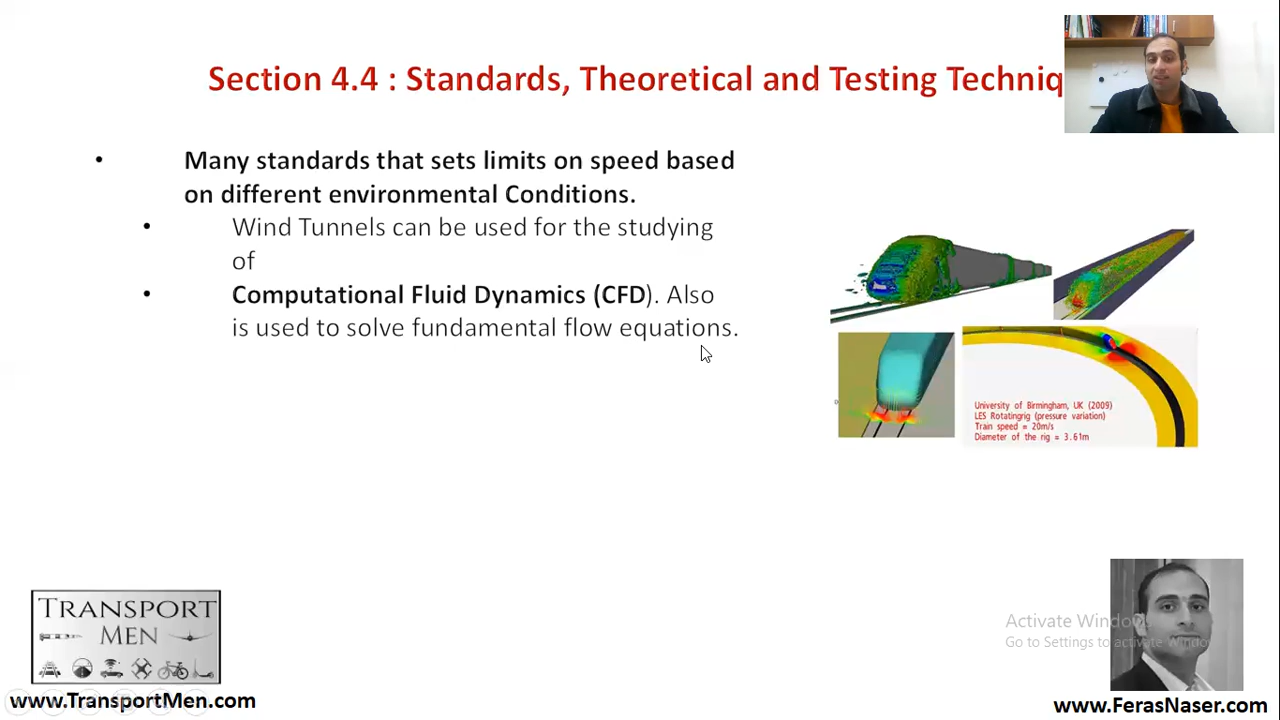 Section 4.4 : Standards, Theoretical and Testing Techniq
• Many standards that sets limits on speed based
on different environmental Conditions.
• Wind Tunnels can be used for the studying
of
• Computational Fluid Dynamics (CFD). Also
is used to solve fundamental flow equations.
University of Birmingham, UK (2009)
LES Rotatingrig (pressure variation)
Train speed = 20m/s
Diameter of the rig = 3.61m
TRANSPORT
MEN
www.TransportMen.com
Activate Windows
Go to Settings to activate Windows
www.FerasNaser.com